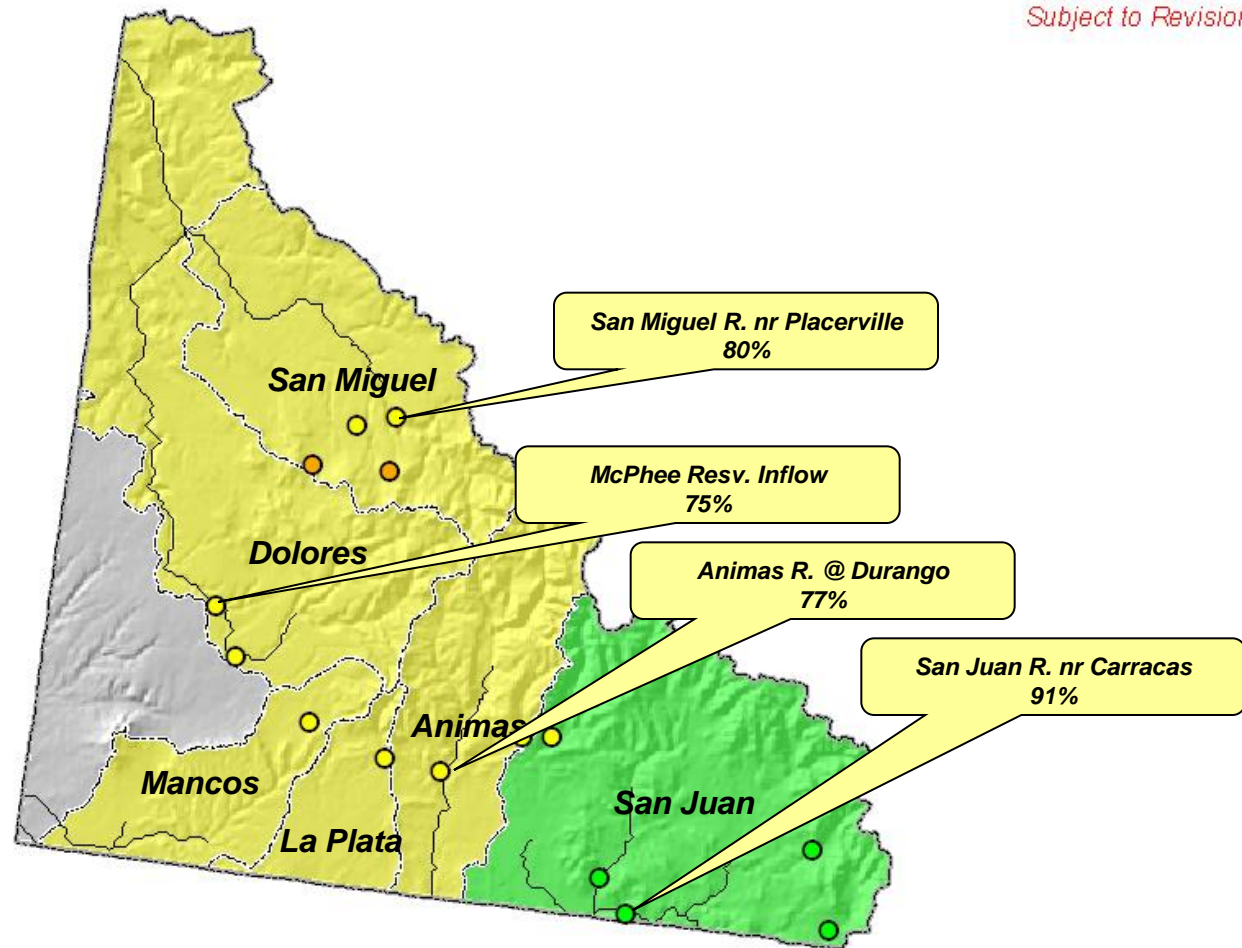 Subject to Revision
San Miguel R. nr Placerville
80%
San Miguel
McPhee Resv. Inflow
75%
Dolores
Animas R. @ Durango
77%
San Juan R. nr Carracas
91%
Animas
Mancos
San Juan
La Plata